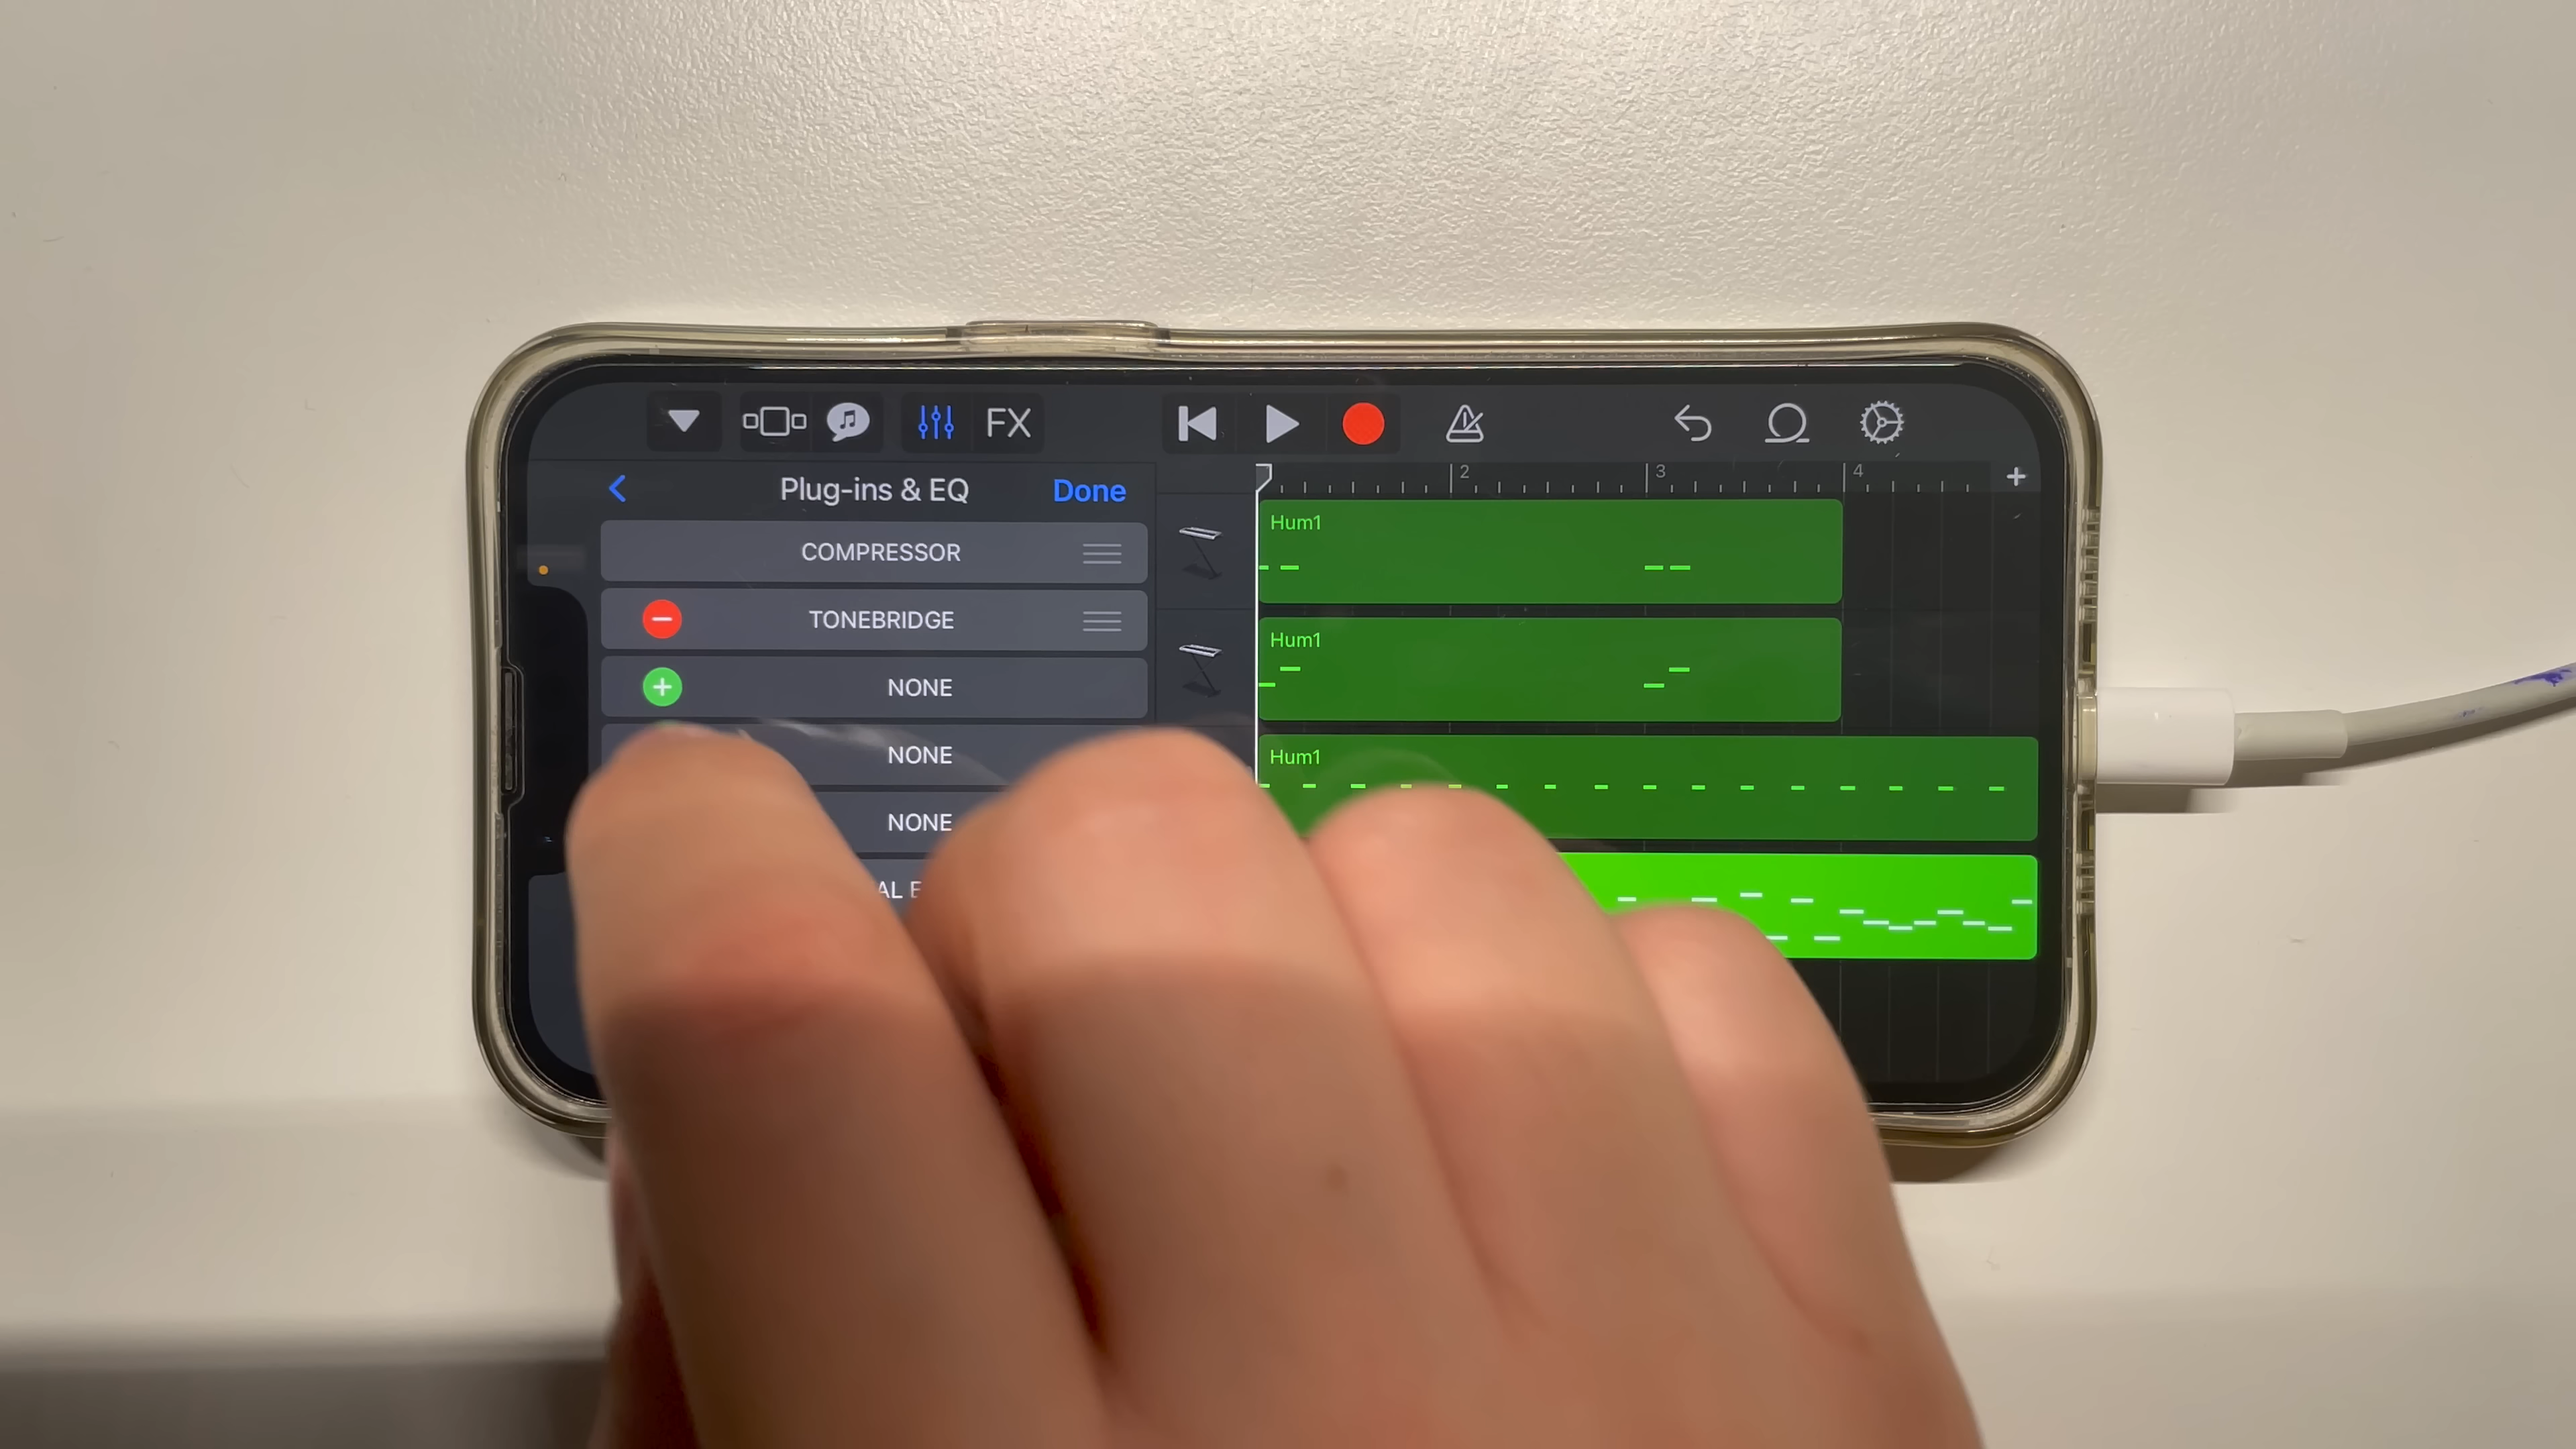 FX
Plug-ins & EQ
Done
COMPRESSOR
TONEBRIDGE
NONE
NONE
NONE
2
3
4
Hum1
Hum1
Hum1